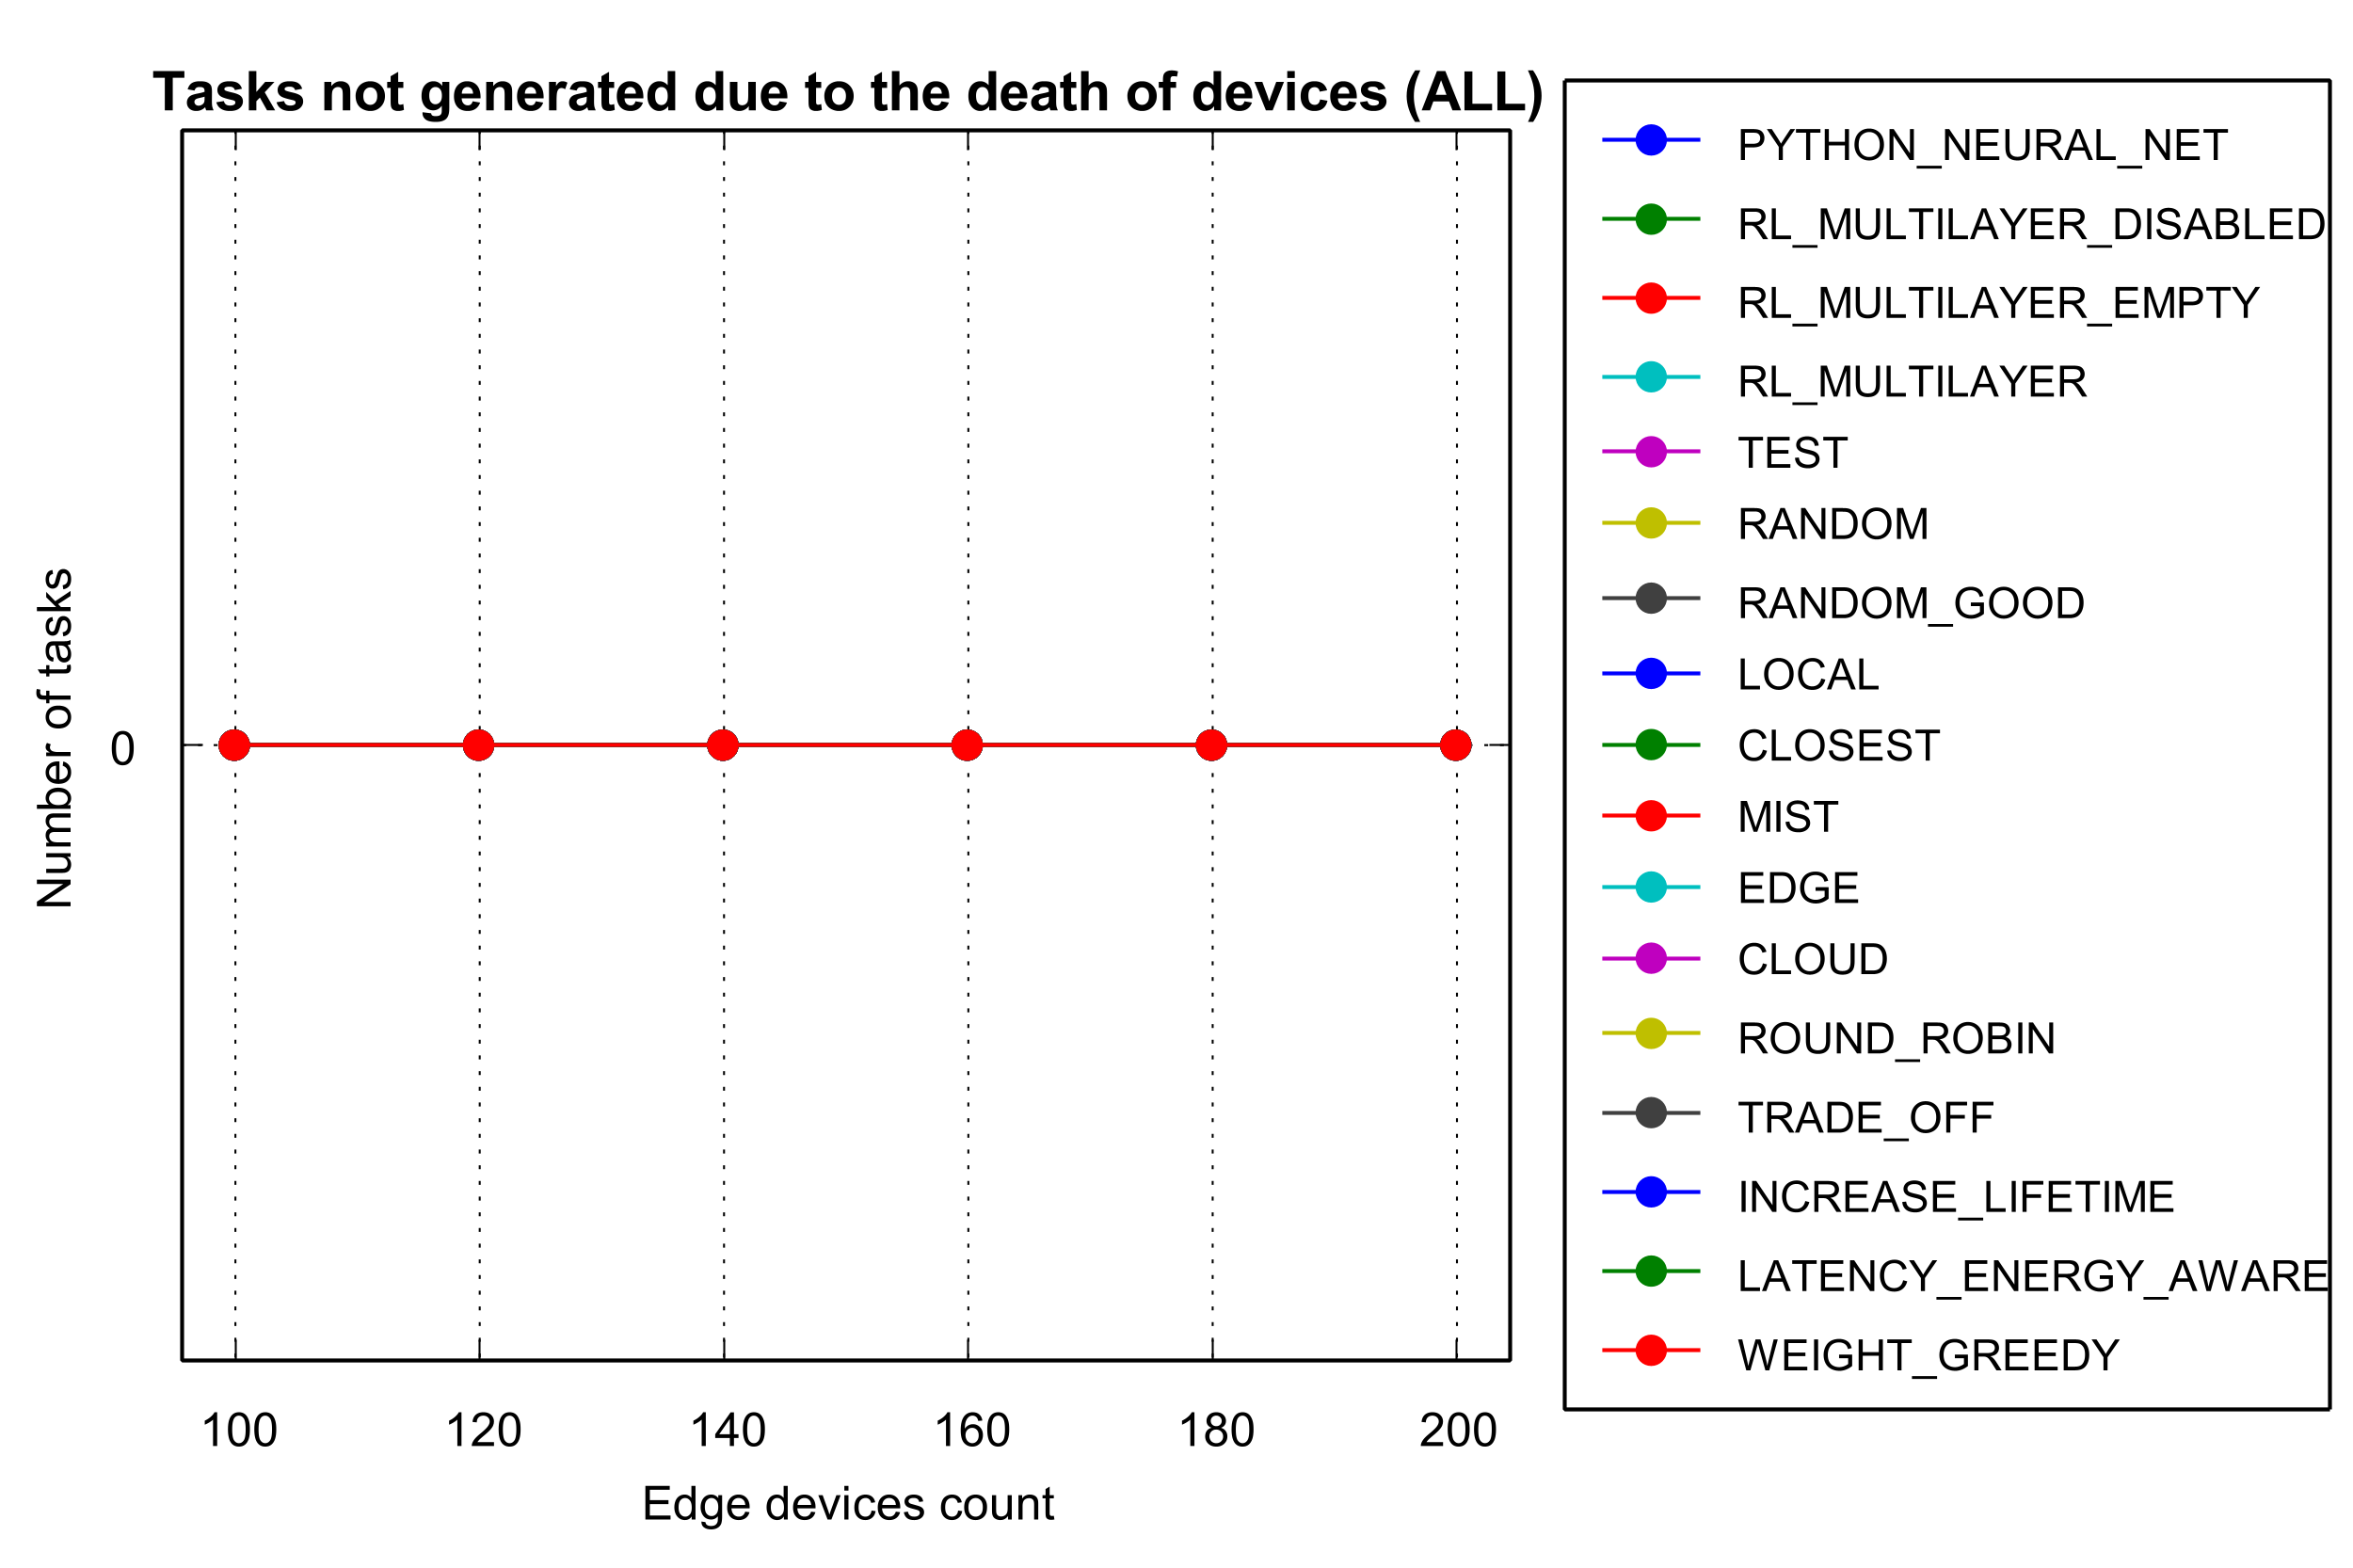 Tasks not generated due to the death of devices (ALL)
Number of tasks
0
100 120 140 160 180 200
Edge devices count
PYTHON_NEURAL_NET
RL_MULTILAYER_DISABLED
RL_MULTILAYER_EMPTY
RL_MULTILAYER
TEST
RANDOM
RANDOM_GOOD
LOCAL
CLOSEST
MIST
EDGE
CLOUD
ROUND_ROBIN
TRADE_OFF
INCREASE_LIFETIME
LATENCY_ENERGY_AWARE
WEIGHT_GREEDY